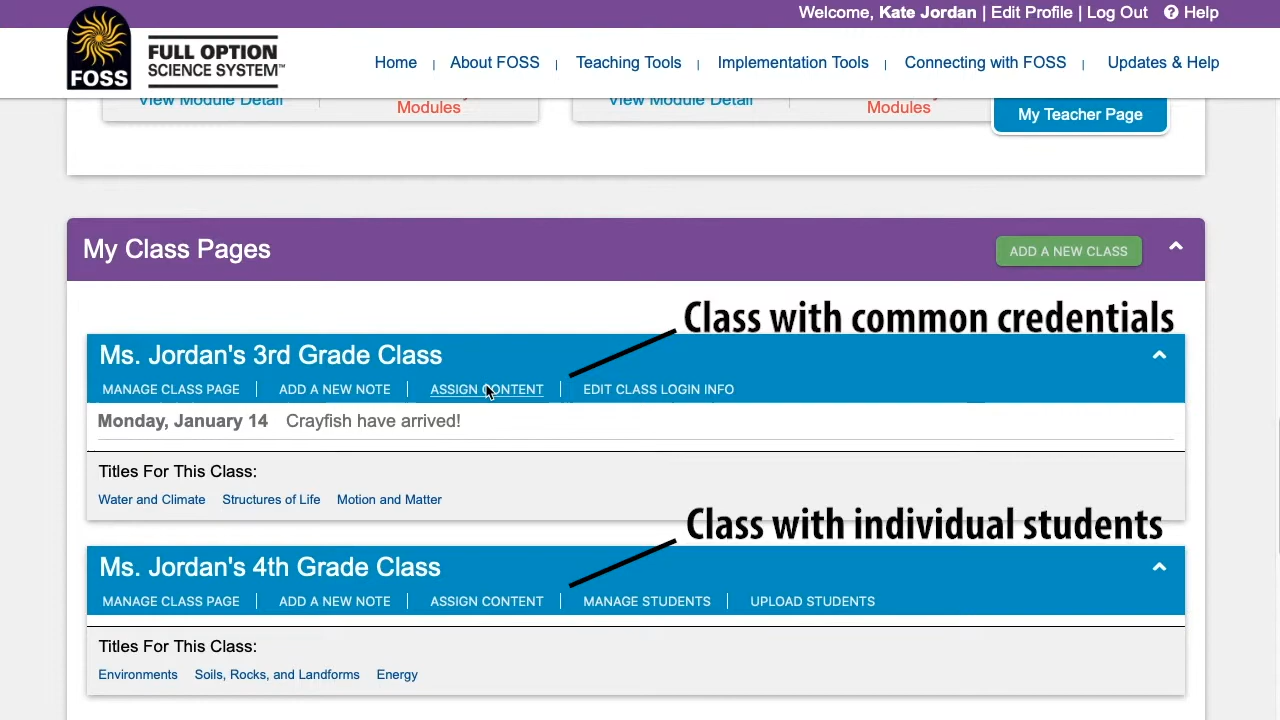 Welcome, Kate Jordan | Edit Profile | Log Out ? Help
FOSS
FULL OPTION
SCIENCE SYSTEM™
Home | About FOSS | Teaching Tools | Implementation Tools | Connecting with FOSS | Updates & Help
View Module Detail
Modules
View Module Detail
Modules
My Teacher Page
My Class Pages
ADD A NEW CLASS
Class with common credentials
Ms. Jordan's 3rd Grade Class
MANAGE CLASS PAGE | ADD A NEW NOTE | ASSIGN CONTENT | EDIT CLASS LOGIN INFO
Monday, January 14 Crayfish have arrived!
Titles For This Class:
Water and Climate Structures of Life Motion and Matter
Class with individual students
Ms. Jordan's 4th Grade Class
MANAGE CLASS PAGE | ADD A NEW NOTE | ASSIGN CONTENT | MANAGE STUDENTS | UPLOAD STUDENTS
Titles For This Class:
Environments Soils, Rocks, and Landforms Energy